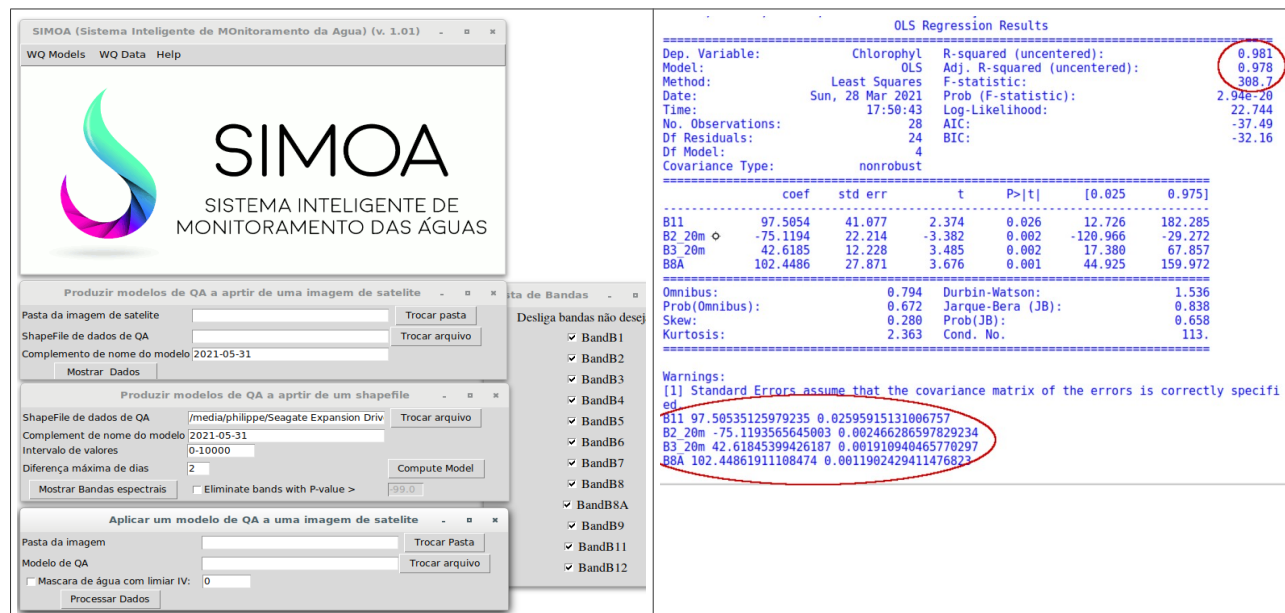 SIMOA (Sistema Inteligente de MOnitoramento da Agua) (v. 1.01)
WQ Models WQ Data Help
SIMOA
SISTEMA INTELIGENTE DE
MONITORAMENTO DAS ÁGUAS
Produzir modelos de QA a aprtir de uma imagem de satelite
Pasta da imagem de satelite Trocar pasta
ShapeFile de dados de QA Trocar arquivo
Complemento de nome do modelo 2021-05-31
Mostrar Dados
Produzir modelos de QA a aprtir de um shapefile
ShapeFile de dados de QA /media/philippe/Seagate Expansion Driv Trocar arquivo
Complement de nome do modelo 2021-05-31
Intervalo de valores 0-10000
Diferença máxima de dias 2 Compute Model
Mostrar Bandas espectrais Eliminate bands with P-value > -99.0
Aplicar um modelo de QA a uma imagem de satelite
Pasta da imagem Trocar Pasta
Modelo de QA Trocar arquivo
Mascara de água com limiar IV: 0
Processar Dados
sta de Bandas
Desliga bandas não desej
BandB1
BandB2
BandB3
BandB4
BandB5
BandB6
BandB7
BandB8
BandB8A
BandB9
BandB11
BandB12
OLS Regression Results
Dep. Variable: Chlorophyl R-squared (uncentered): 0.981
Model: OLS Adj. R-squared (uncentered): 0.978
Method: Least Squares F-statistic: 308.7
Date: Sun, 28 Mar 2021 Prob (F-statistic): 2.94e-20
Time: 17:50:43 Log-Likelihood: 22.744
No. Observations: 28 AIC: -37.49
Df Residuals: 24 BIC: -32.16
Df Model: 4
Covariance Type: nonrobust
coef std err t P>|t| [0.025 0.975]
B11 97.5054 41.077 2.374 0.026 12.726 182.285
B2_20m -75.1194 22.214 -3.382 0.002 -120.966 -29.272
B3_20m 42.6185 12.228 3.485 0.002 17.380 67.857
B8A 102.4486 27.871 3.676 0.001 44.925 159.972
Omnibus: 0.794 Durbin-Watson: 1.536
Prob(Omnibus): 0.672 Jarque-Bera (JB): 0.838
Skew: 0.280 Prob(JB): 0.658
Kurtosis: 2.363 Cond. No. 113.
Warnings:
[1] Standard Errors assume that the covariance matrix of the errors is correctly specifi
ed.
B11 97.50535125979235 0.02595915131006757
B2_20m -75.1193565645003 0.002466286597829234
B3_20m 42.61845399426187 0.001910940465770297
B8A 102.44861911108474 0.0011902429411476823